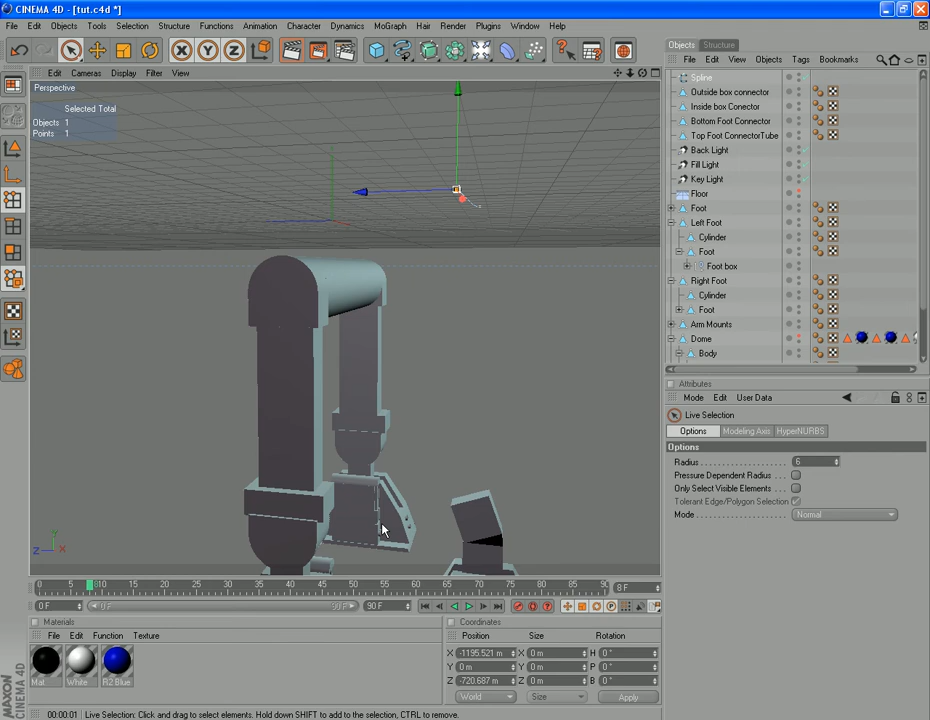 CINEMA 4D - [tut.c4d *]
File Edit Objects Tools Selection Structure Functions Animation Character Dynamics MoGraph Hair Render Plugins Window Help
Objects Structure
File Edit View Objects Tags Bookmarks
Edit Cameras Display Filter View
Perspective
Selected Total
Objects 1
Points 1
Spline
Outside box connector
Inside box Conector
Bottom Foot Connector
Top Foot ConnectorTube
Back Light
Fill Light
Key Light
Floor
Foot
Left Foot
Cylinder
Foot
Foot box
Right Foot
Cylinder
Foot
Arm Mounts
Dome
Body
Attributes
Mode Edit User Data
Live Selection
Options Modeling Axis HyperNURBS
Options
Radius 6
Pressure Dependent Radius
Only Select Visible Elements
Tolerant Edge/Polygon Selection
Mode Normal
Y
Z X
0 5 10 15 20 25 30 35 40 45 50 55 60 65 70 75 80 85 90
8 F
0 F 0 F 90 F 90 F
Materials
File Edit Function Texture
Mat White R2 Blue
Coordinates
Position Size Rotation
X -1195.521 m X 0 m H 0 °
Y 0 m Y 0 m P 0 °
Z -720.687 m Z 0 m B 0 °
World Size Apply
MAXON CINEMA 4D
00:00:01 Live Selection: Click and drag to select elements. Hold down SHIFT to add to the selection, CTRL to remove.